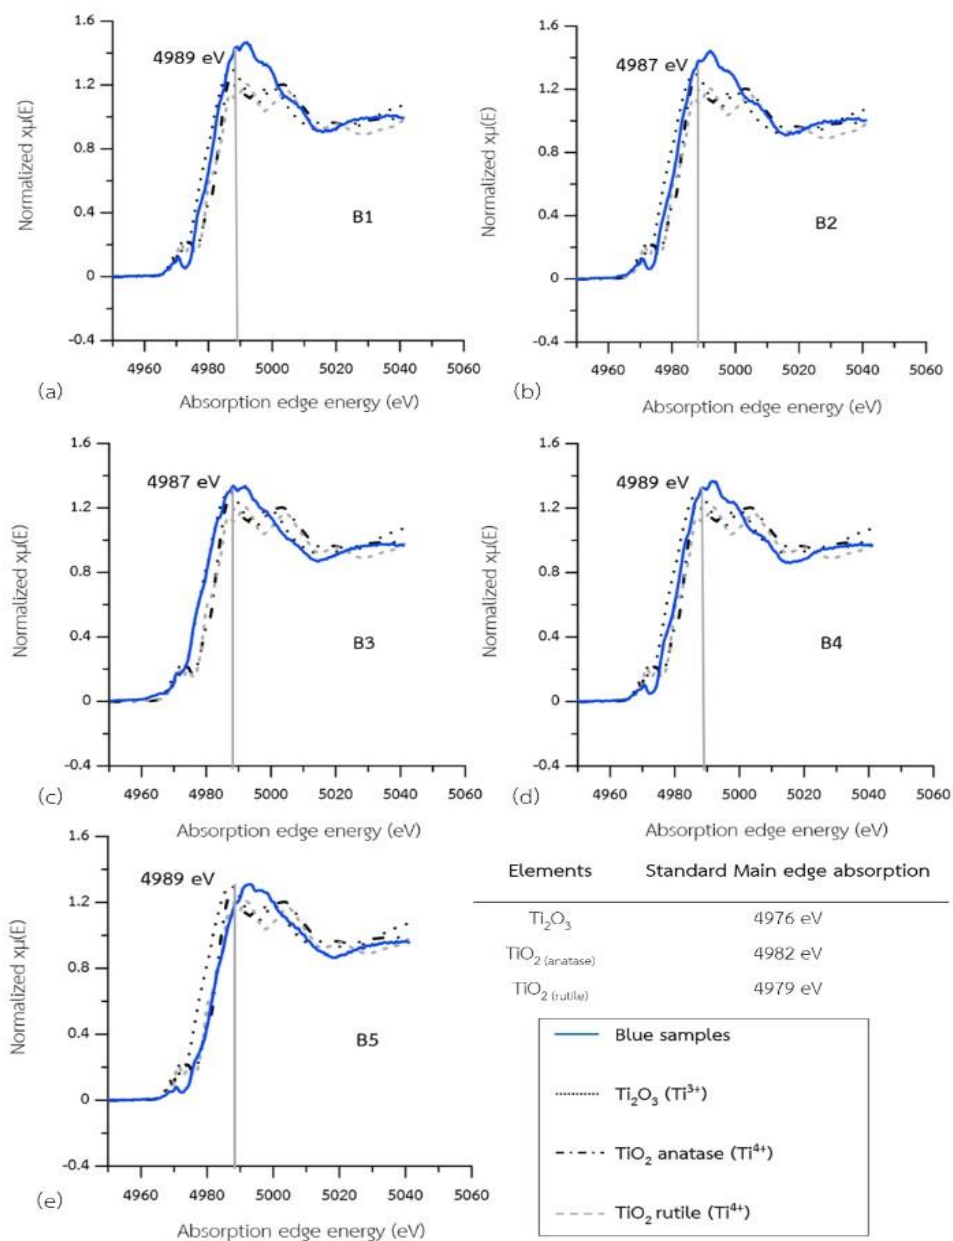 1.6
4989 eV
1.2
0.8
0.4
0
-0.4
Normalized xμ(E)
B1
4960 4980 5000 5020 5040 5060
(a)
Absorption edge energy (eV)
1.6
4987 eV
1.2
0.8
0.4
0
-0.4
Normalized xμ(E)
B2
4960 4980 5000 5020 5040 5060
(b)
Absorption edge energy (eV)
1.6
4987 eV
1.2
0.8
0.4
0
-0.4
Normalized xμ(E)
B3
4960 4980 5000 5020 5040 5060
(c)
Absorption edge energy (eV)
1.6
4989 eV
1.2
0.8
0.4
0
-0.4
Normalized xμ(E)
B4
4960 4980 5000 5020 5040 5060
(d)
Absorption edge energy (eV)
1.6
4989 eV
1.2
0.8
0.4
0
-0.4
Normalized xμ(E)
B5
4960 4980 5000 5020 5040 5060
(e)
Absorption edge energy (eV)
Elements Standard Main edge absorption
Ti₂O₃ 4976 eV
TiO₂ (anatase) 4982 eV
TiO₂ (rutile) 4979 eV
Blue samples
Ti₂O₃ (Ti³⁺)
TiO₂ anatase (Ti⁴⁺)
TiO₂ rutile (Ti⁴⁺)